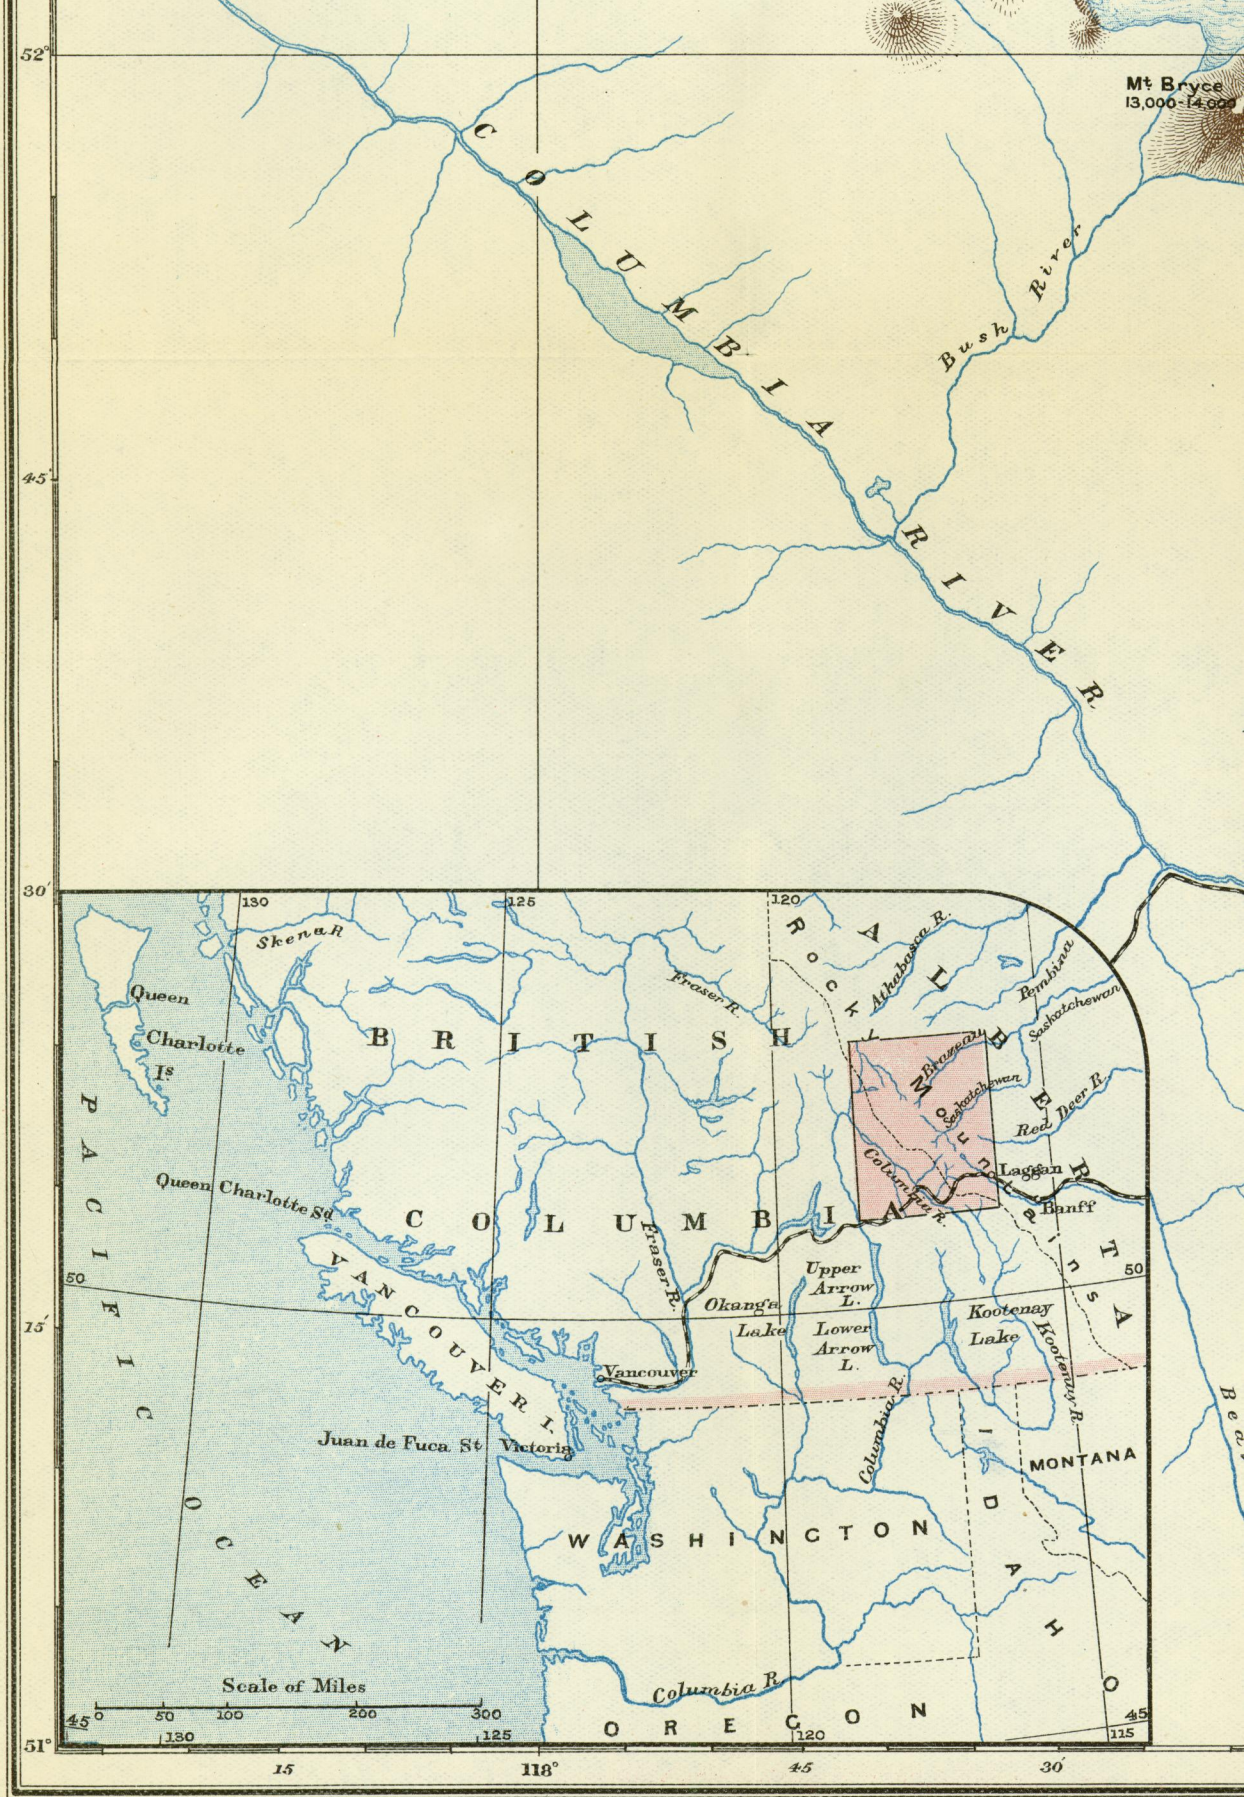 52°
Mt. Bryce
13,000-14,000
COLUMBIA RIVER
Bush River
45'
30'
130
125
120
Skena R
ALBERTA
Rocky Mountains
Athabasca R.
Pembina
Saskatchewan
Fraser R.
Queen
Charlotte
Is.
BRITISH
Brazeau
Saskatchewan
Red Deer R.
PACIFIC OCEAN
Queen Charlotte Sd.
Laggan
Banff
Columbia R.
COLUMBIA
Fraser R.
VANCOUVER I.
50
50
Upper
Arrow
L.
Okanga
Lake
Lower
Arrow
L.
Kootenay
Lake
Kootenay R.
15'
Vancouver
Columbia R.
Juan de Fuca St
Victoria
MONTANA
IDAHO
WASHINGTON
Columbia R
OREGON
Scale of Miles
0 50 100 200 300
45
45
130
125
120
115
51°
15
118°
45
30'